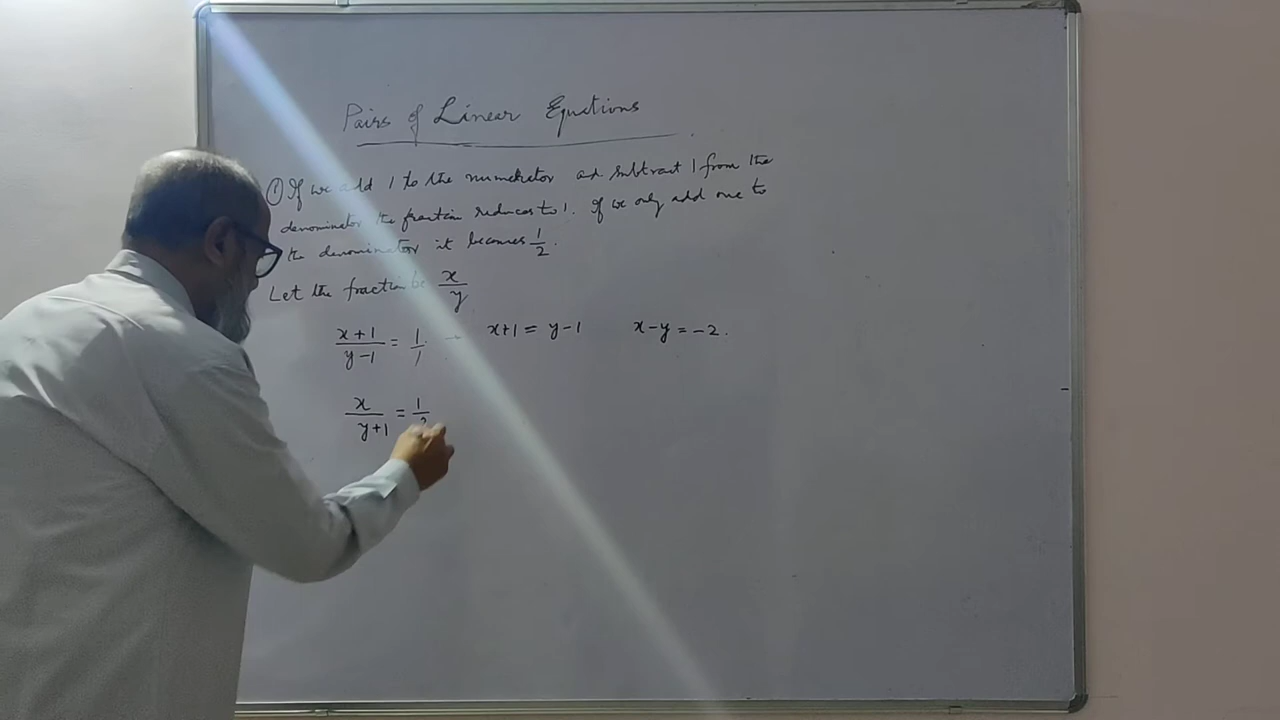 Pairs of Linear Equations
① If we add 1 to the numerator and subtract 1 from the
denominator the fraction reduces to 1. If we only add one to
the denominator it becomes 1/2.
Let the fraction be x/y
(x+1)/(y-1) = 1/1 → x+1 = y-1 x-y = -2.
x/(y+1) = 1/2